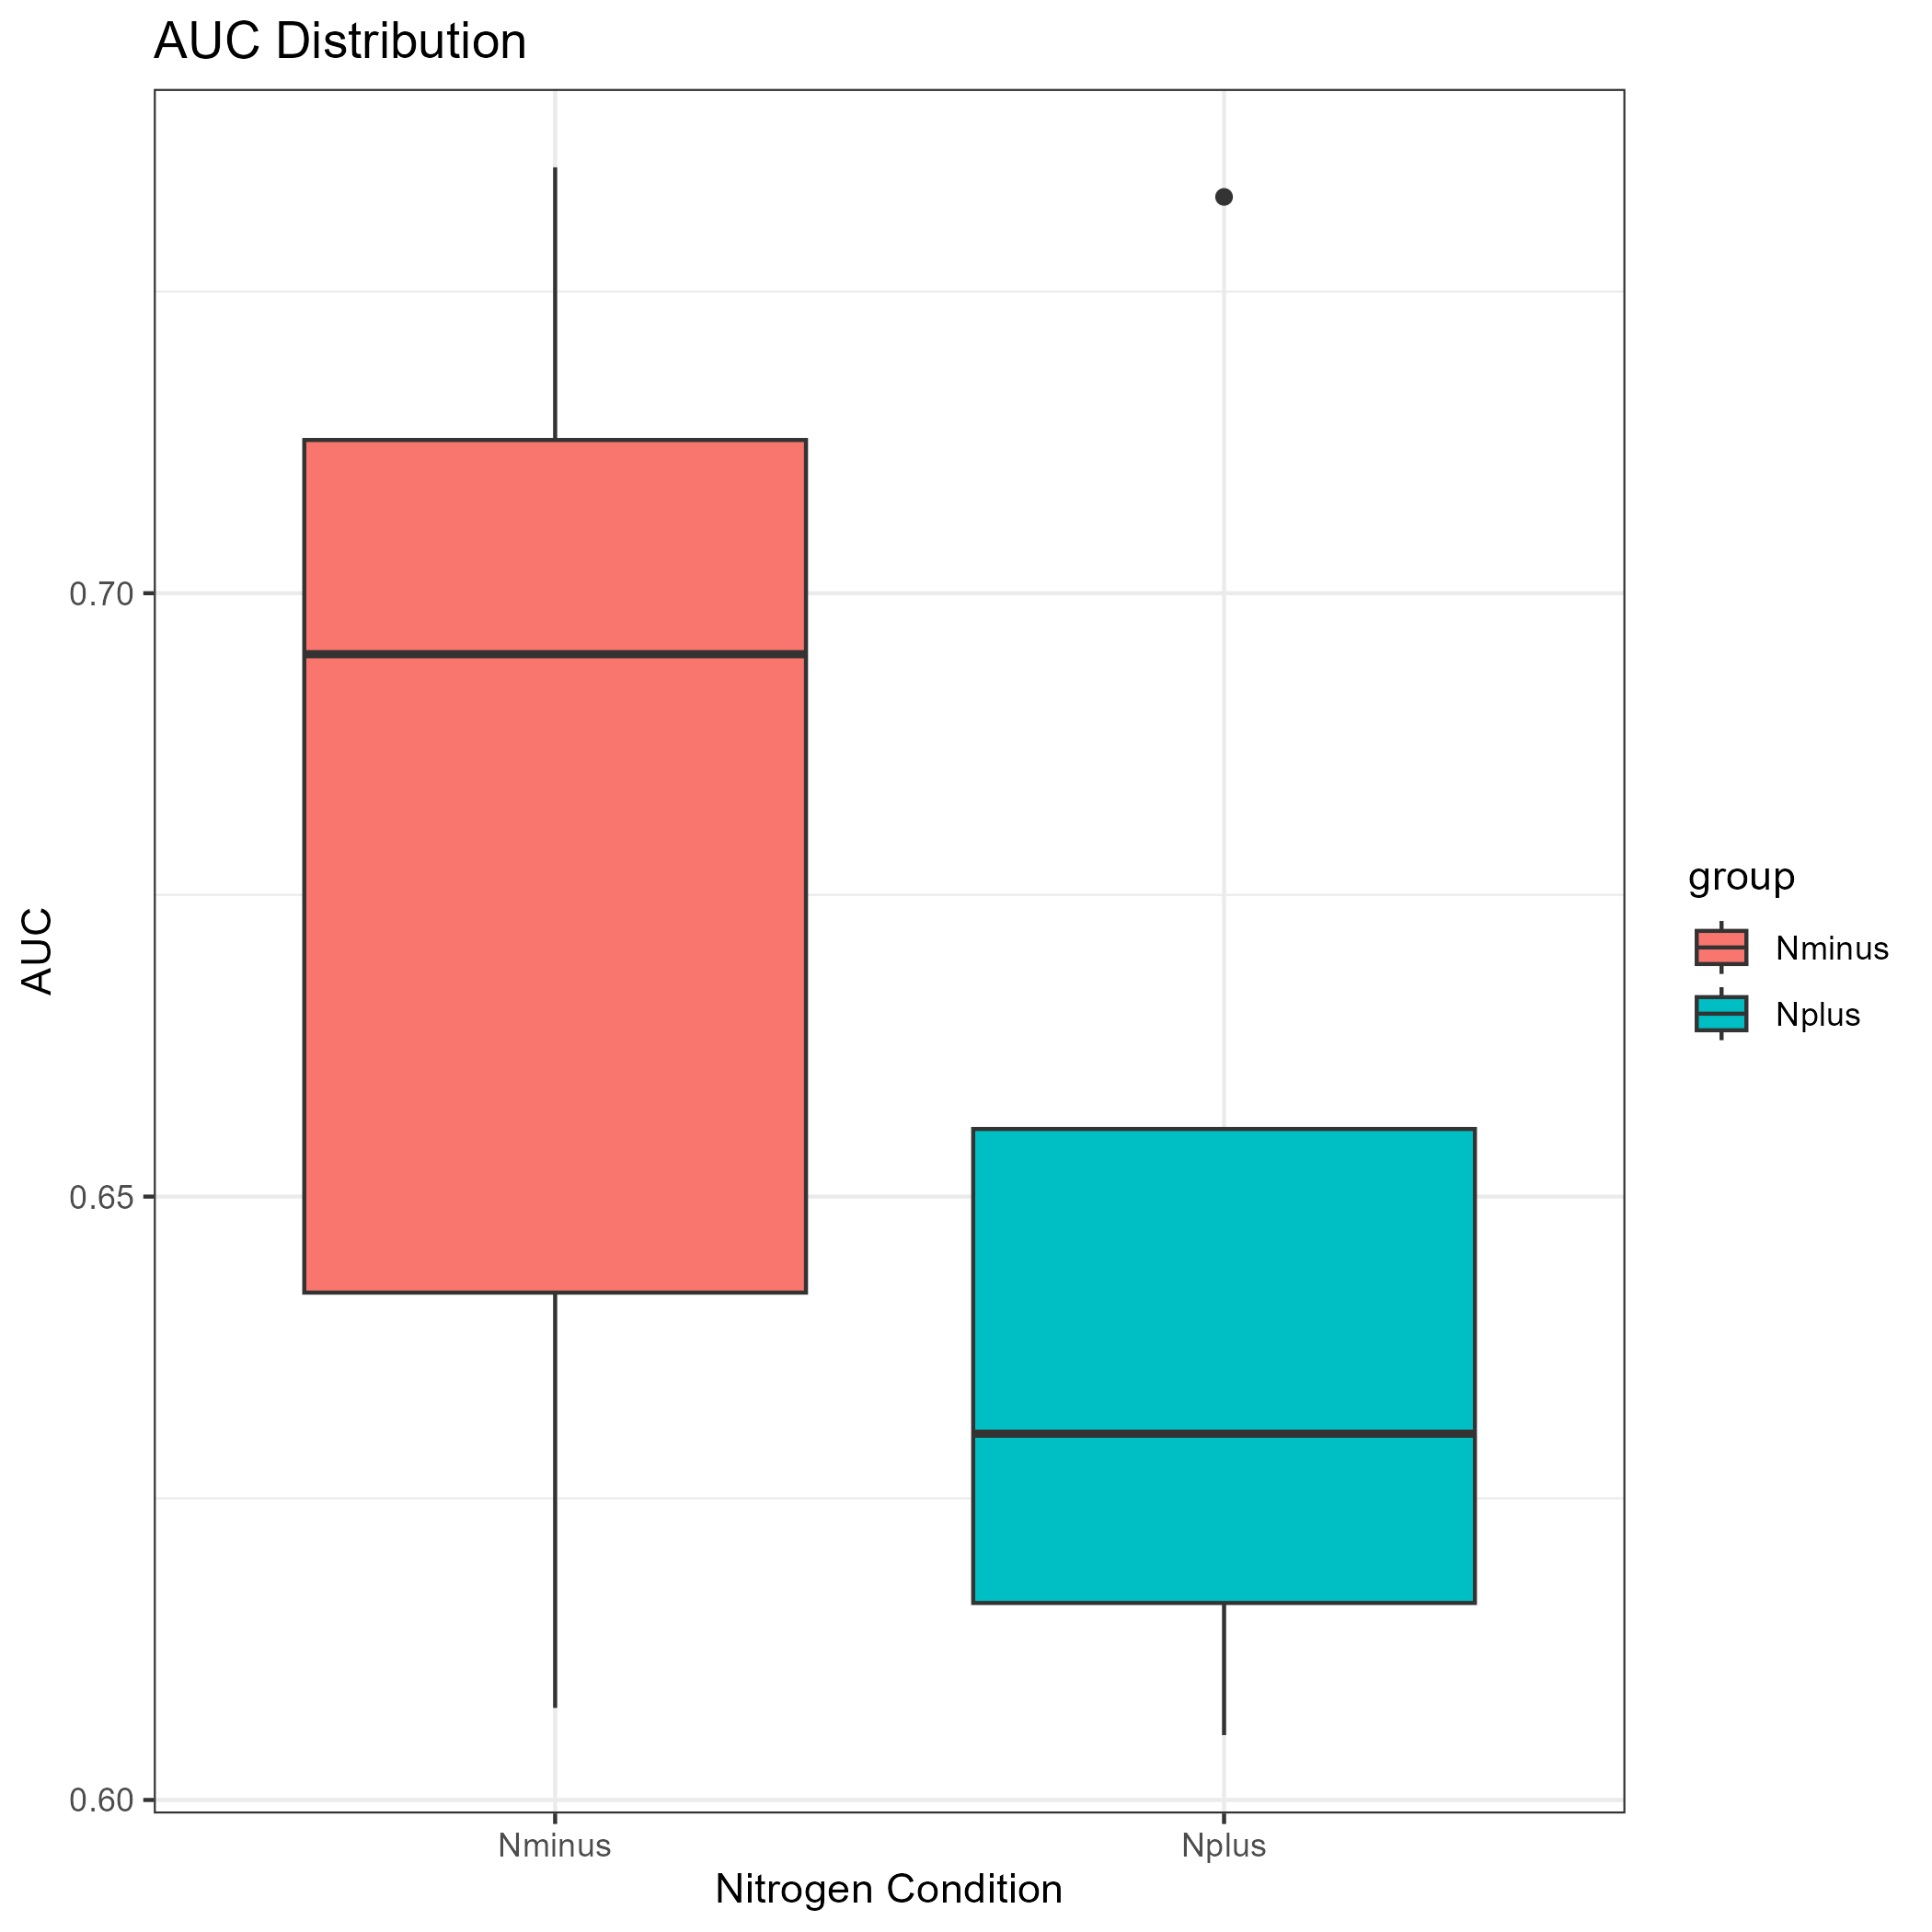 AUC Distribution
AUC
0.70
0.65
0.60
Nminus
Nplus
Nitrogen Condition
group
Nminus
Nplus